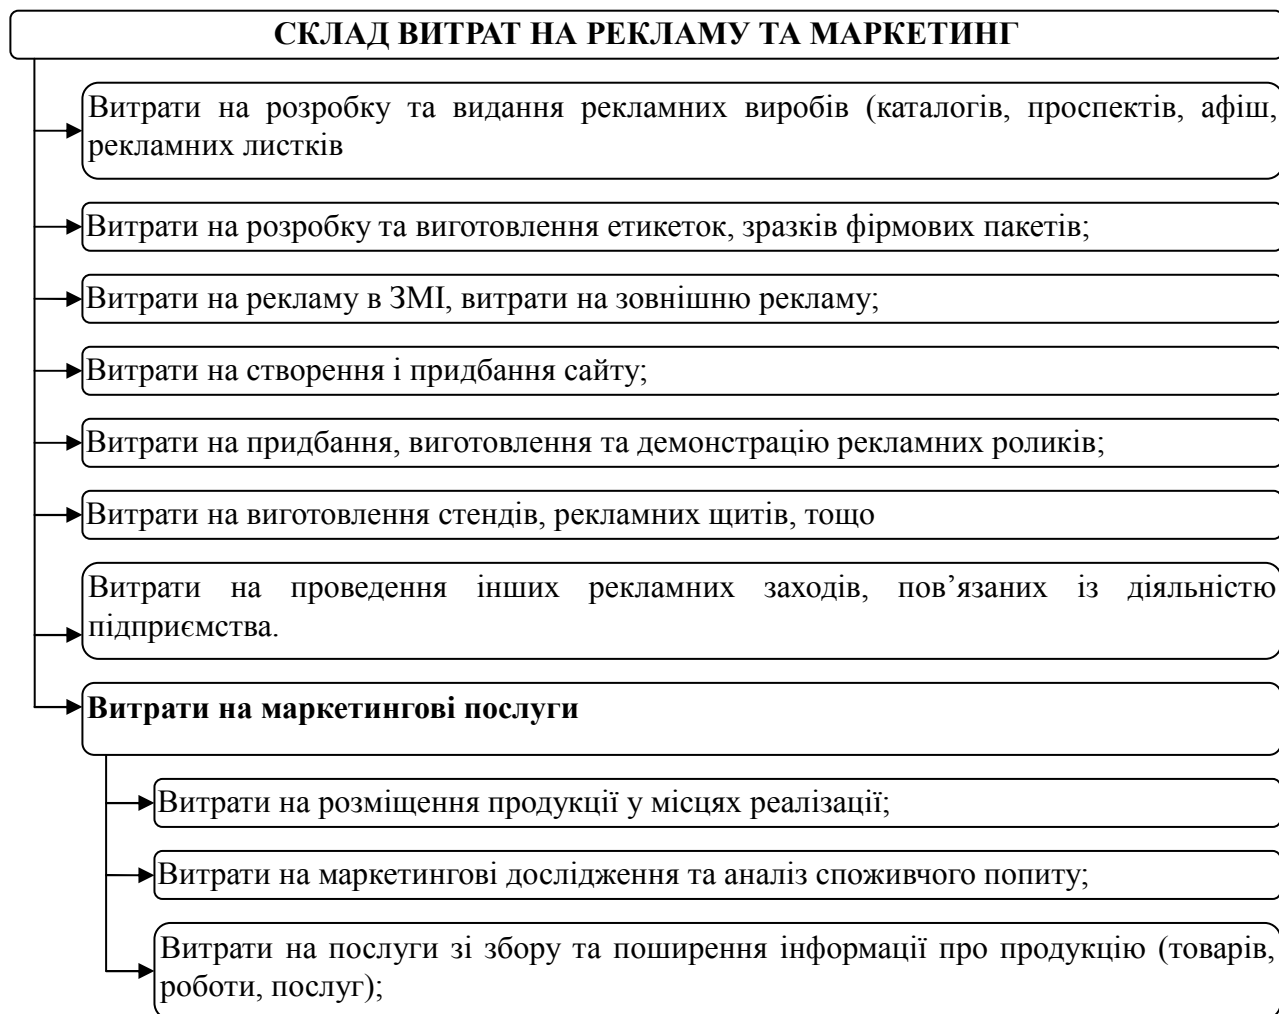 СКЛАД ВИТРАТ НА РЕКЛАМУ ТА МАРКЕТИНГ
Витрати на розробку та видання рекламних виробів (каталогів, проспектів, афіш,
рекламних листків
Витрати на розробку та виготовлення етикеток, зразків фірмових пакетів;
Витрати на рекламу в ЗМІ, витрати на зовнішню рекламу;
Витрати на створення і придбання сайту;
Витрати на придбання, виготовлення та демонстрацію рекламних роликів;
Витрати на виготовлення стендів, рекламних щитів, тощо
Витрати на проведення інших рекламних заходів, пов’язаних із діяльністю
підприємства.
Витрати на маркетингові послуги
Витрати на розміщення продукції у місцях реалізації;
Витрати на маркетингові дослідження та аналіз споживчого попиту;
Витрати на послуги зі збору та поширення інформації про продукцію (товарів,
роботи, послуг);